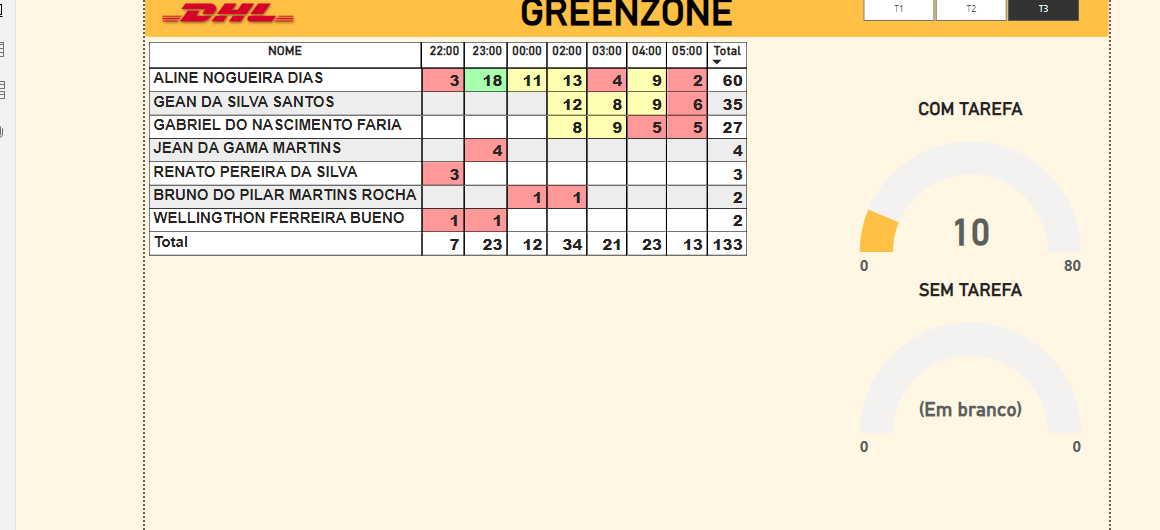 DHL GREENZONE T1 T2 T3
NOME 22:00 23:00 00:00 02:00 03:00 04:00 05:00 Total
ALINE NOGUEIRA DIAS 3 18 11 13 4 9 2 60
GEAN DA SILVA SANTOS 12 8 9 6 35
GABRIEL DO NASCIMENTO FARIA 8 9 5 5 27
JEAN DA GAMA MARTINS 4 4
RENATO PEREIRA DA SILVA 3 3
BRUNO DO PILAR MARTINS ROCHA 1 1 2
WELLINGTHON FERREIRA BUENO 1 1 2
Total 7 23 12 34 21 23 13 133
COM TAREFA
10
0 80
SEM TAREFA
(Em branco)
0 0